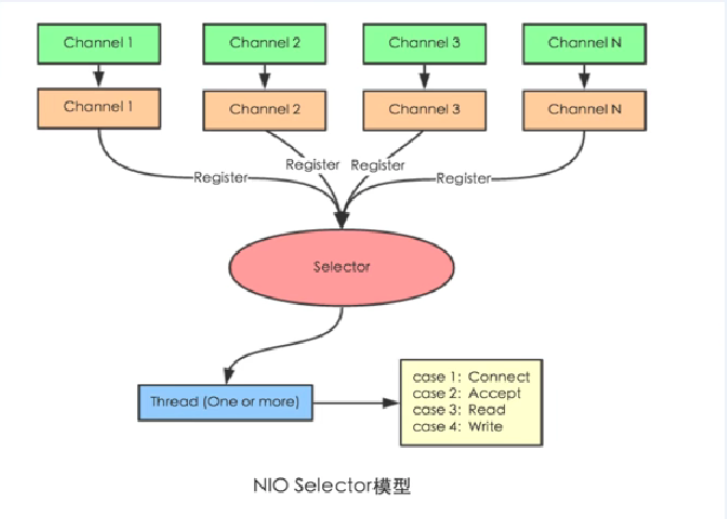 Channel 1
Channel 2
Channel 3
Channel N
Channel 1
Channel 2
Channel 3
Channel N
Register
Register
Register
Register
Selector
Thread (One or more)
case 1: Connect
case 2: Accept
case 3: Read
case 4: Write
NIO Selector模型